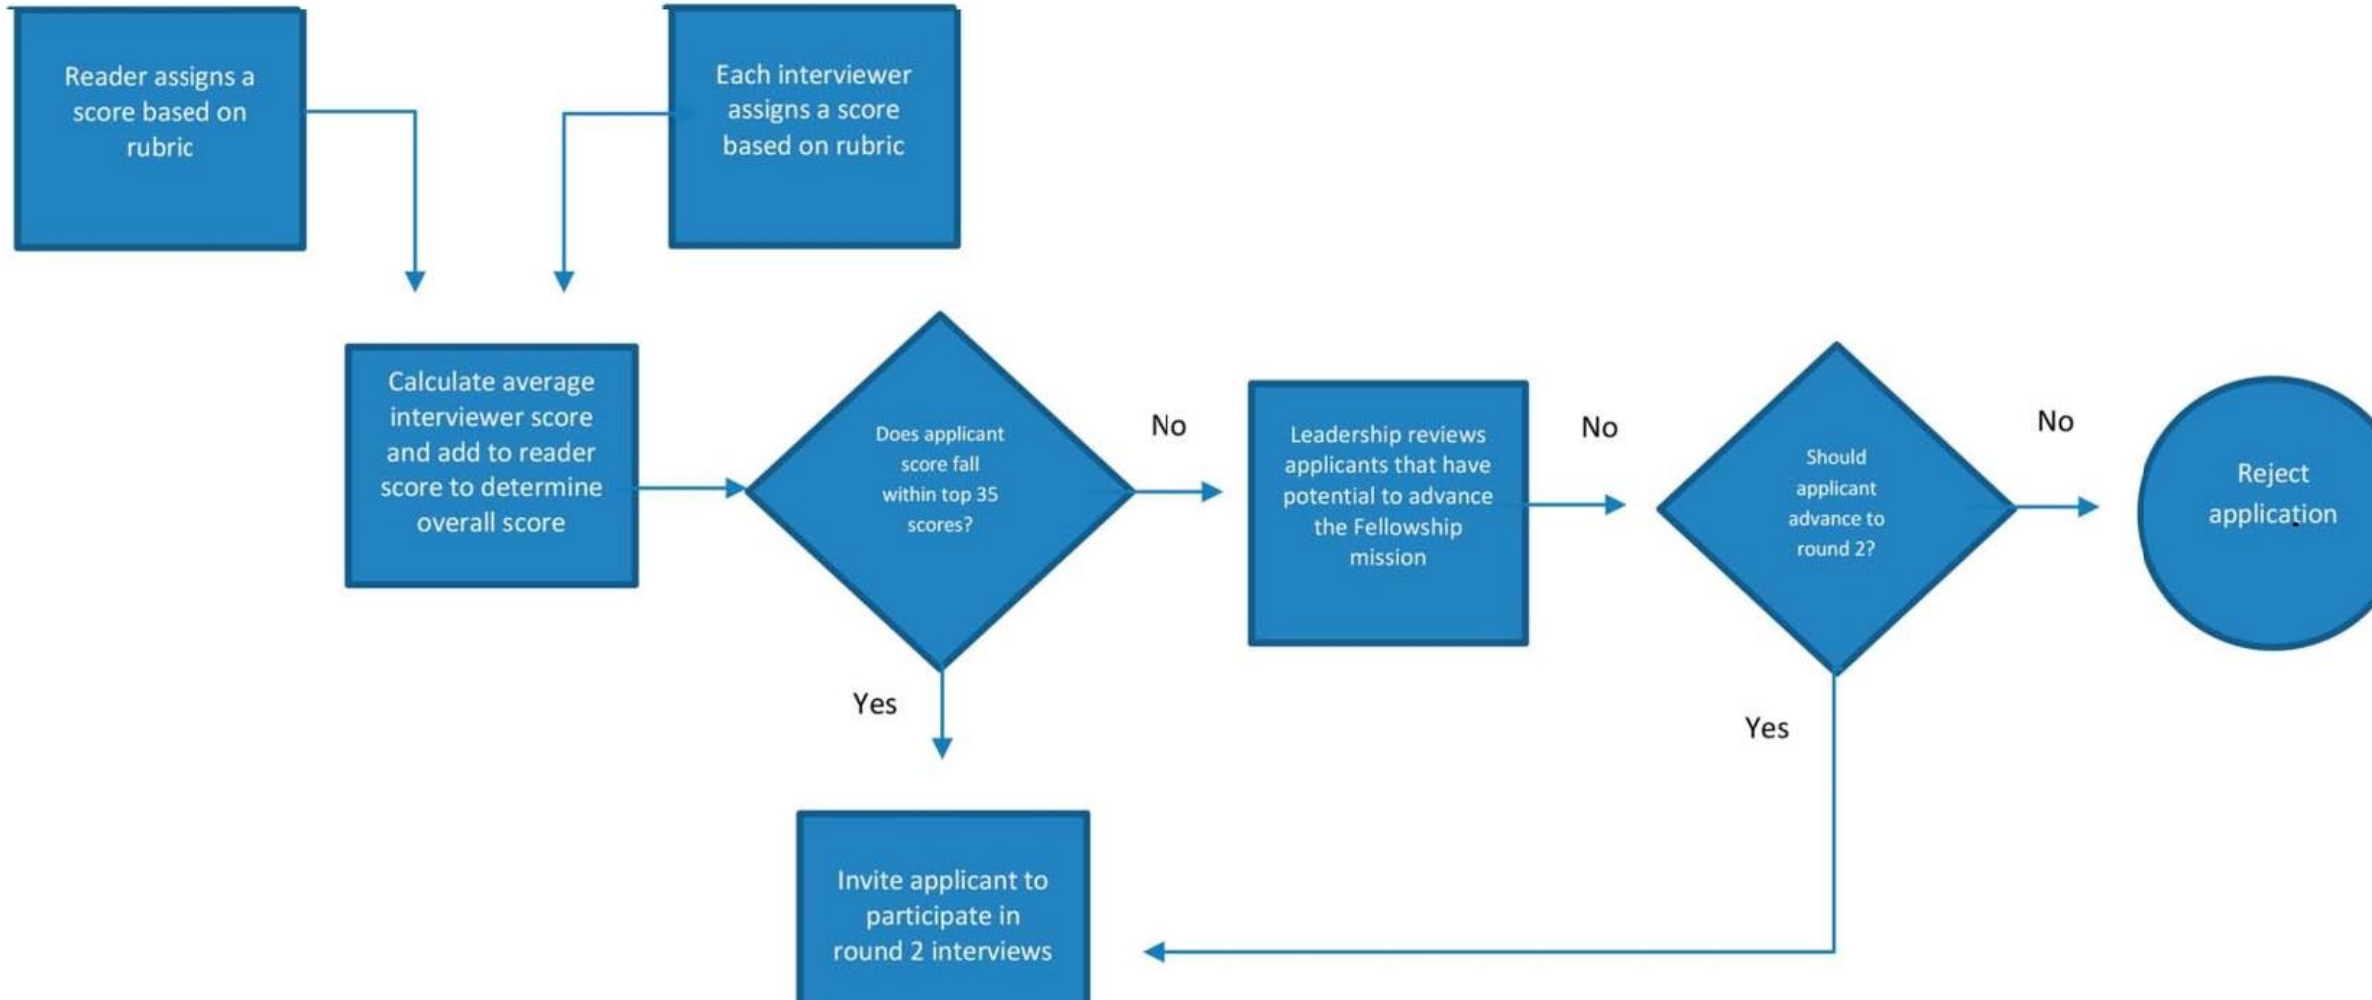 Reader assigns a
score based on
rubric
Each interviewer
assigns a score
based on rubric
Calculate average
interviewer score
and add to reader
score to determine
overall score
Does applicant
score fall
within top 35
scores?
No
Leadership reviews
applicants that have
potential to advance
the Fellowship
mission
No
Should
applicant
advance to
round 2?
No
Reject
application
Yes
Yes
Invite applicant to
participate in
round 2 interviews